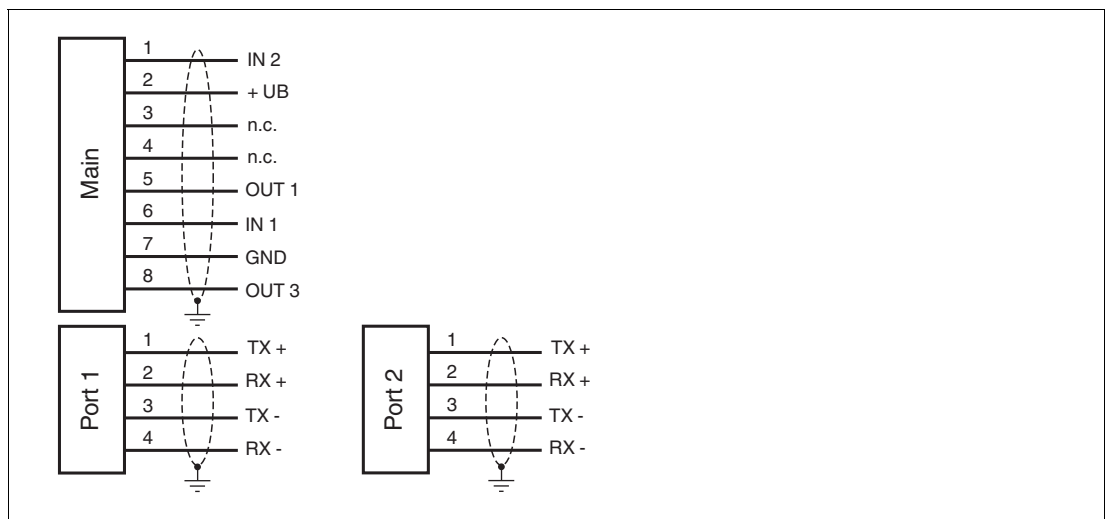 Main
1 IN 2
2 + UB
3 n.c.
4 n.c.
5 OUT 1
6 IN 1
7 GND
8 OUT 3
Port 1
1 TX +
2 RX +
3 TX -
4 RX -
Port 2
1 TX +
2 RX +
3 TX -
4 RX -